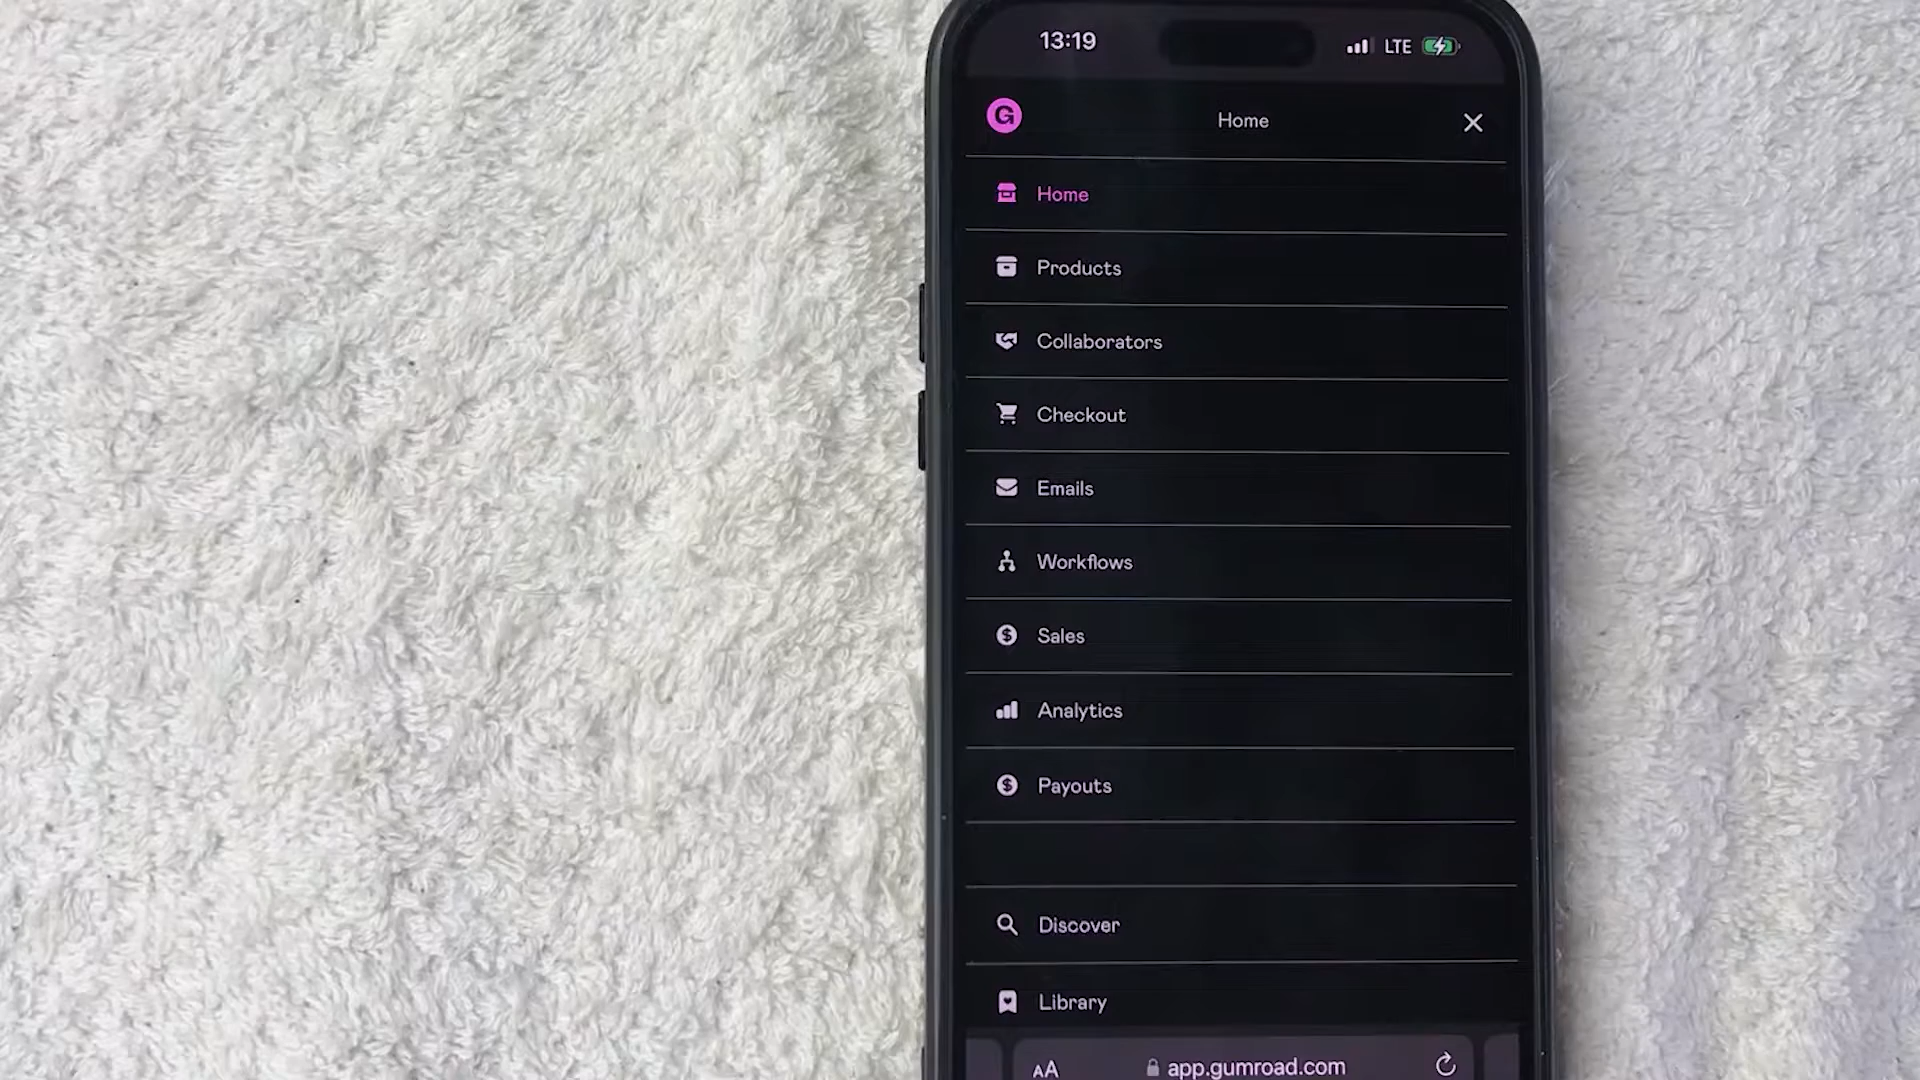 13:19 LTE
G Home
Home
Products
Collaborators
Checkout
Emails
Workflows
Sales
Analytics
Payouts
Discover
Library
AA app.gumroad.com